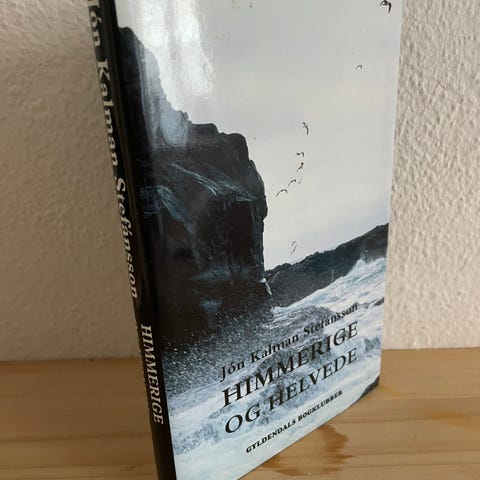 Jón Kalman Stefánsson
HIMMERIGE
Jón Kalman Stefánsson
HIMMERIGE
OG HELVEDE
GYLDENDALS BOGKLUBBER